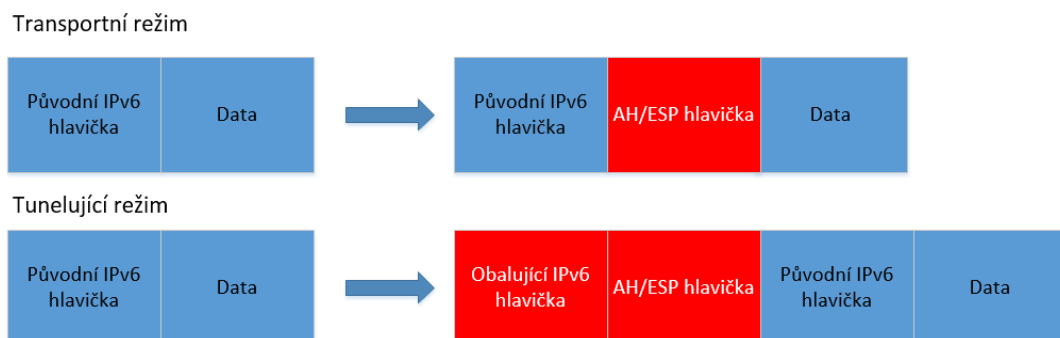 Transportní režim
Původní IPv6
hlavička
Data
Původní IPv6
hlavička
AH/ESP hlavička
Data
Tunelující režim
Původní IPv6
hlavička
Data
Obalující IPv6
hlavička
AH/ESP hlavička
Původní IPv6
hlavička
Data